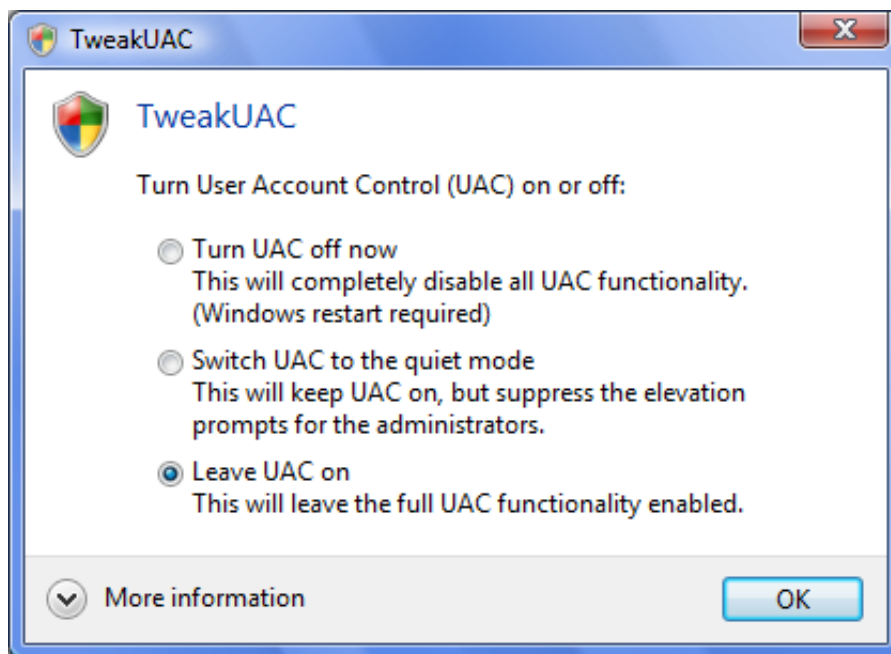 TweakUAC
TweakUAC
Turn User Account Control (UAC) on or off:
Turn UAC off now
This will completely disable all UAC functionality.
(Windows restart required)
Switch UAC to the quiet mode
This will keep UAC on, but suppress the elevation
prompts for the administrators.
Leave UAC on
This will leave the full UAC functionality enabled.
More information
OK